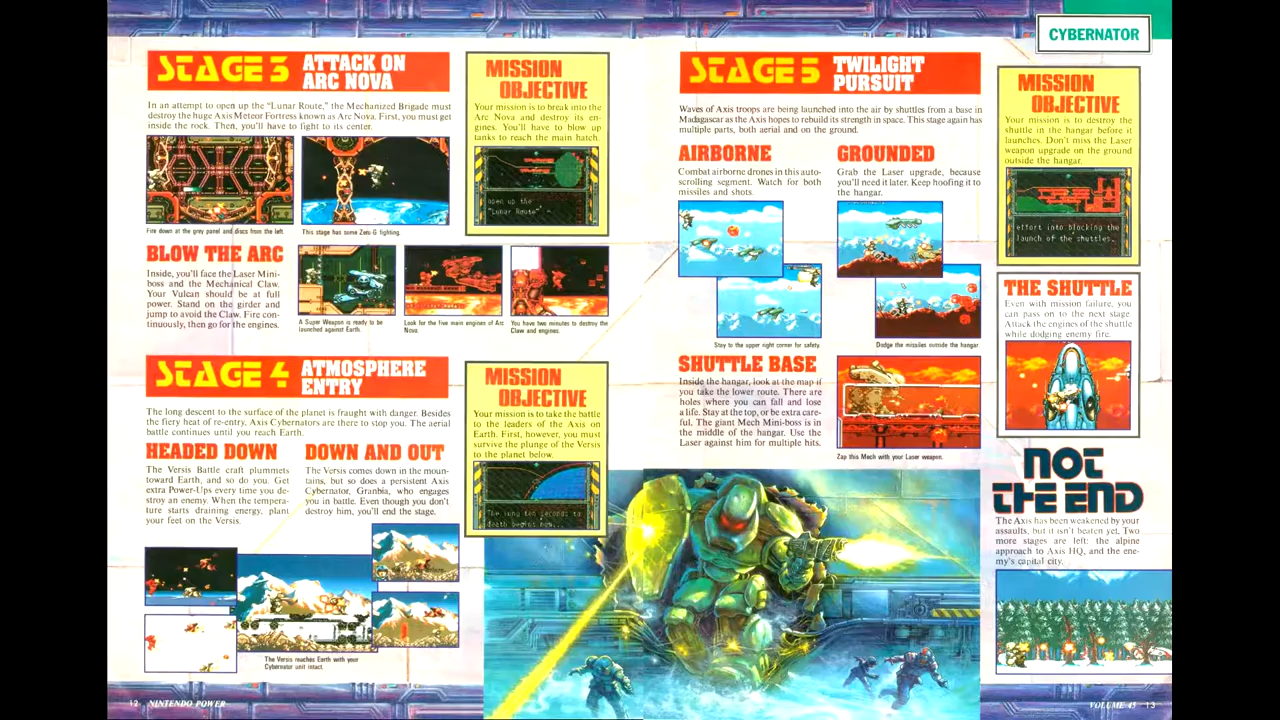 CYBERNATOR
STAGE 3
ATTACK ON
ARC NOVA
In an attempt to open up the "Lunar Route," the Mechanized Brigade must
destroy the huge Axis Meteor Fortress known as Arc Nova. First, you must get
inside the rock. Then, you'll have to fight to its center.
Fire down at the grey panel and discs from the left.
This stage has some Zero G fighting.
MISSION
OBJECTIVE
Your mission is to break into the
Arc Nova and destroy its en-
gines. You'll have to blow up
tanks to reach the main hatch.
open up the
"Lunar Route"
BLOW THE ARC
Inside, you'll face the Laser Mini-
boss and the Mechanical Claw.
Your Vulcan should be at full
power. Stand on the girder and
jump to avoid the Claw. Fire con-
tinuously, then go for the engines.
A Super Weapon is ready to be
launched against Earth.
Look for the five main engines of Arc
Nova.
You have two minutes to destroy the
Claw and engines.
STAGE 4
ATMOSPHERE
ENTRY
The long descent to the surface of the planet is fraught with danger. Besides
the fiery heat of re-entry, Axis Cybernators are there to stop you. The aerial
battle continues until you reach Earth.
HEADED DOWN
The Versis Battle craft plummets
toward Earth, and so do you. Get
extra Power-Ups every time you de-
stroy an enemy. When the tempera-
ture starts draining energy, plant
your feet on the Versis.
DOWN AND OUT
The Versis comes down in the moun-
tains, but so does a persistent Axis
Cybernator, Granbia, who engages
you in battle. Even though you don't
destroy him, you'll end the stage.
The Versis reaches Earth with your
Cybernator unit intact.
MISSION
OBJECTIVE
Your mission is to take the battle
to the leaders of the Axis on
Earth. First, however, you must
survive the plunge of the Versis
to the planet below.
The long ten seconds to
death begins now...
STAGE 5
TWILIGHT
PURSUIT
Waves of Axis troops are being launched into the air by shuttles from a base in
Madagascar as the Axis hopes to rebuild its strength in space. This stage again has
multiple parts, both aerial and on the ground.
AIRBORNE
Combat airborne drones in this auto-
scrolling segment. Watch for both
missiles and shots.
Stay to the upper right corner for safety.
GROUNDED
Grab the Laser upgrade, because
you'll need it later. Keep hoofing it to
the hangar.
Dodge the missiles outside the hangar.
SHUTTLE BASE
Inside the hangar, look at the map if
you take the lower route. There are
holes where you can fall and lose
a life. Stay at the top, or be extra care-
ful. The giant Mech Mini-boss is in
the middle of the hangar. Use the
Laser against him for multiple hits.
Zap this Mech with your Laser weapon.
MISSION
OBJECTIVE
Your mission is to destroy the
shuttle in the hangar before it
launches. Don't miss the Laser
weapon upgrade on the ground
outside the hangar.
effort into blocking the
launch of the shuttles.
THE SHUTTLE
Even with mission failure, you
can pass on to the next stage.
Attack the engines of the shuttle
while dodging enemy fire.
NOT
THE END
The Axis has been weakened by your
assaults, but it isn't beaten yet. Two
more stages are left: the alpine
approach to Axis HQ, and the ene-
my's capital city.
12 NINTENDO POWER
VOLUME 45 13